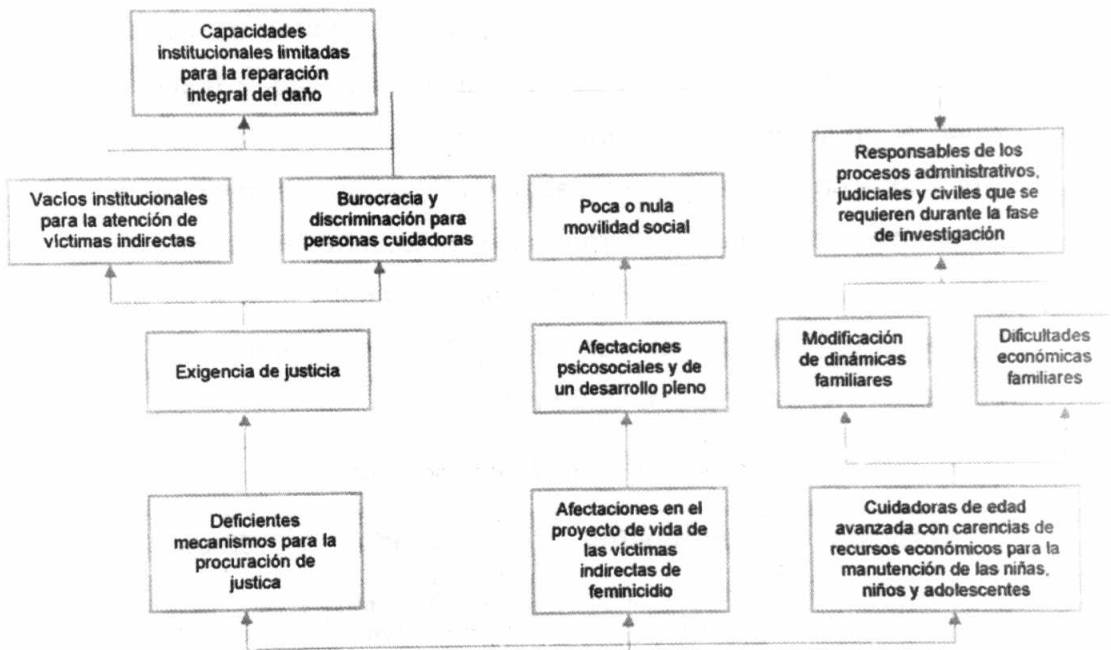 Capacidades
institucionales limitadas
para la reparación
integral del daño
Vacíos institucionales
para la atención de
víctimas indirectas
Burocracia y
discriminación para
personas cuidadoras
Poca o nula
movilidad social
Responsables de los
procesos administrativos,
judiciales y civiles que se
requieren durante la fase
de investigación
Exigencia de justicia
Afectaciones
psicosociales y de
un desarrollo pleno
Modificación
de dinámicas
familiares
Dificultades
económicas
familiares
Deficientes
mecanismos para la
procuración de
justica
Afectaciones en el
proyecto de vida de
las víctimas
indirectas de
feminicidio
Cuidadoras de edad
avanzada con carencias de
recursos económicos para la
manutención de las niñas,
niños y adolescentes